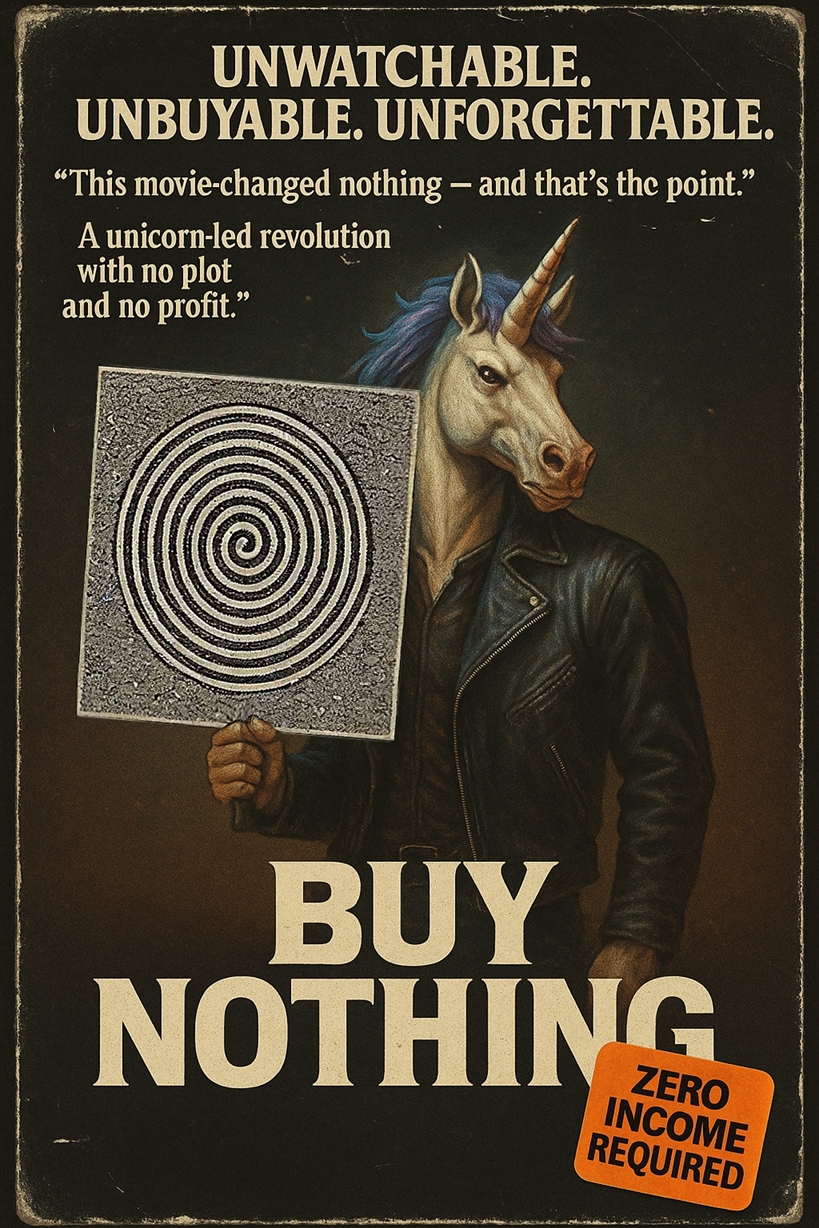 UNWATCHABLE.
UNBUYABLE. UNFORGETTABLE.
“This movie-changed nothing — and that’s thc point.”
A unicorn-led revolution
with no plot
and no profit.”
BUY
NOTHING
ZERO
INCOME
REQUIRED